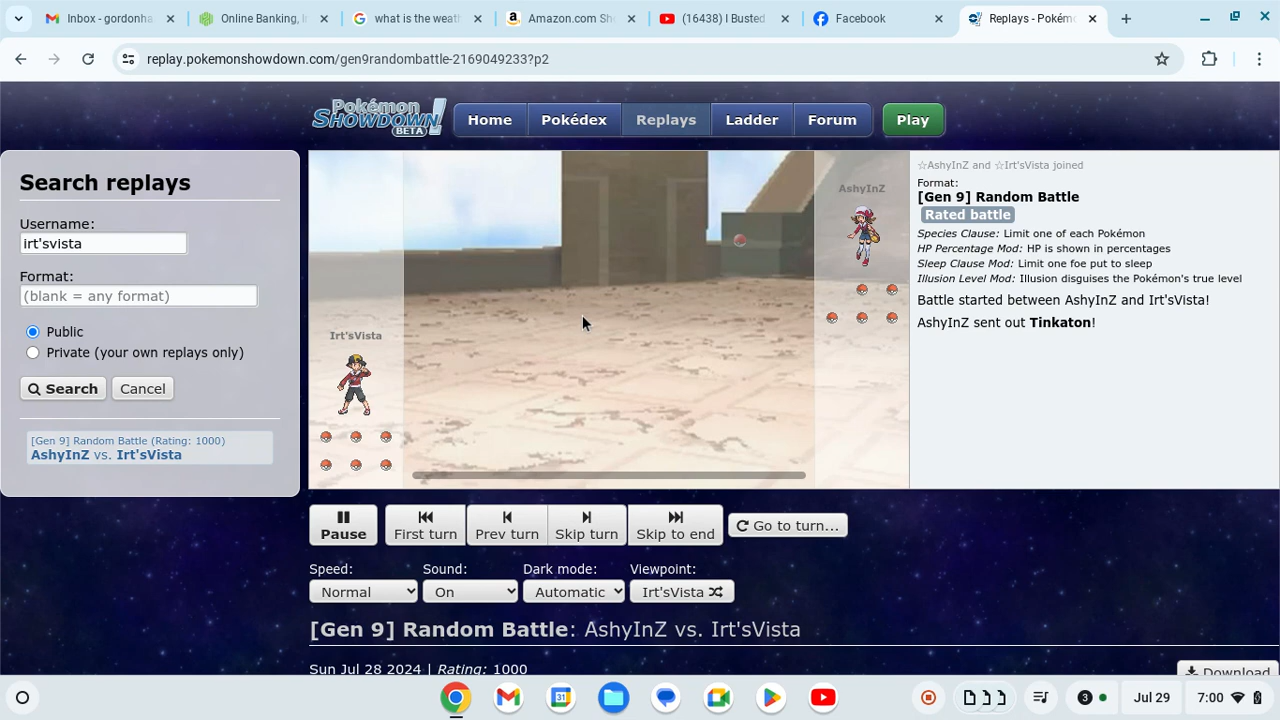 Inbox - gordonha
Online Banking, I
what is the weat
Amazon.com Sh
(16438) I Busted
Facebook
Replays - Pokém
replay.pokemonshowdown.com/gen9randombattle-2169049233?p2
Pokémon
SHOWDOWN!
BETA
Home
Pokédex
Replays
Ladder
Forum
Play
Search replays
Username:
irt'svista
Format:
(blank = any format)
Public
Private (your own replays only)
Search
Cancel
[Gen 9] Random Battle (Rating: 1000)
AshyInZ vs. Irt'sVista
Irt'sVista
AshyInZ
☆AshyInZ and ☆Irt'sVista joined
Format:
[Gen 9] Random Battle
Rated battle
Species Clause: Limit one of each Pokémon
HP Percentage Mod: HP is shown in percentages
Sleep Clause Mod: Limit one foe put to sleep
Illusion Level Mod: Illusion disguises the Pokémon's true level
Battle started between AshyInZ and Irt'sVista!
AshyInZ sent out Tinkaton!
Pause
First turn
Prev turn
Skip turn
Skip to end
Go to turn...
Speed:
Sound:
Dark mode:
Viewpoint:
Normal
On
Automatic
Irt'sVista
[Gen 9] Random Battle: AshyInZ vs. Irt'sVista
Sun Jul 28 2024 | Rating: 1000
Download
31
3
Jul 29
7:00